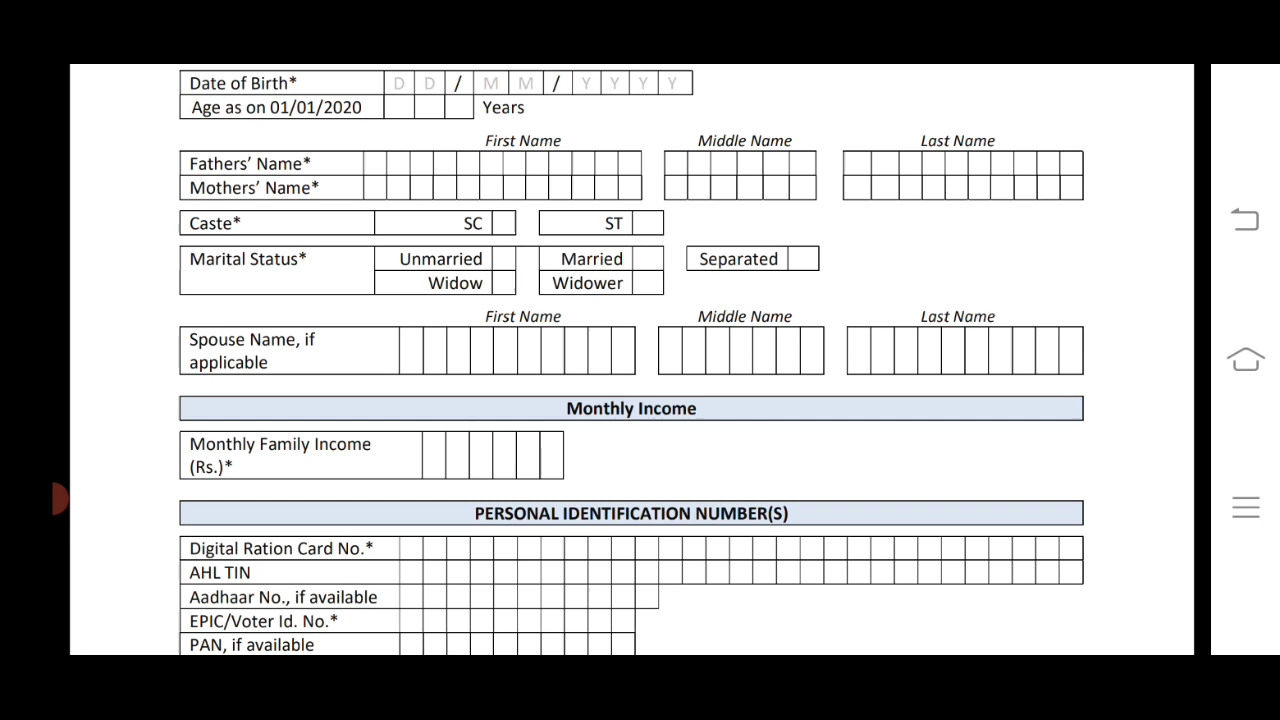 Date of Birth* D D / M M / Y Y Y Y
Age as on 01/01/2020 Years
First Name Middle Name Last Name
Fathers’ Name*
Mothers’ Name*
Caste* SC ST
Marital Status* Unmarried Married Separated
Widow Widower
First Name Middle Name Last Name
Spouse Name, if
applicable
Monthly Income
Monthly Family Income
(Rs.)*
PERSONAL IDENTIFICATION NUMBER(S)
Digital Ration Card No.*
AHL TIN
Aadhaar No., if available
EPIC/Voter Id. No.*
PAN, if available